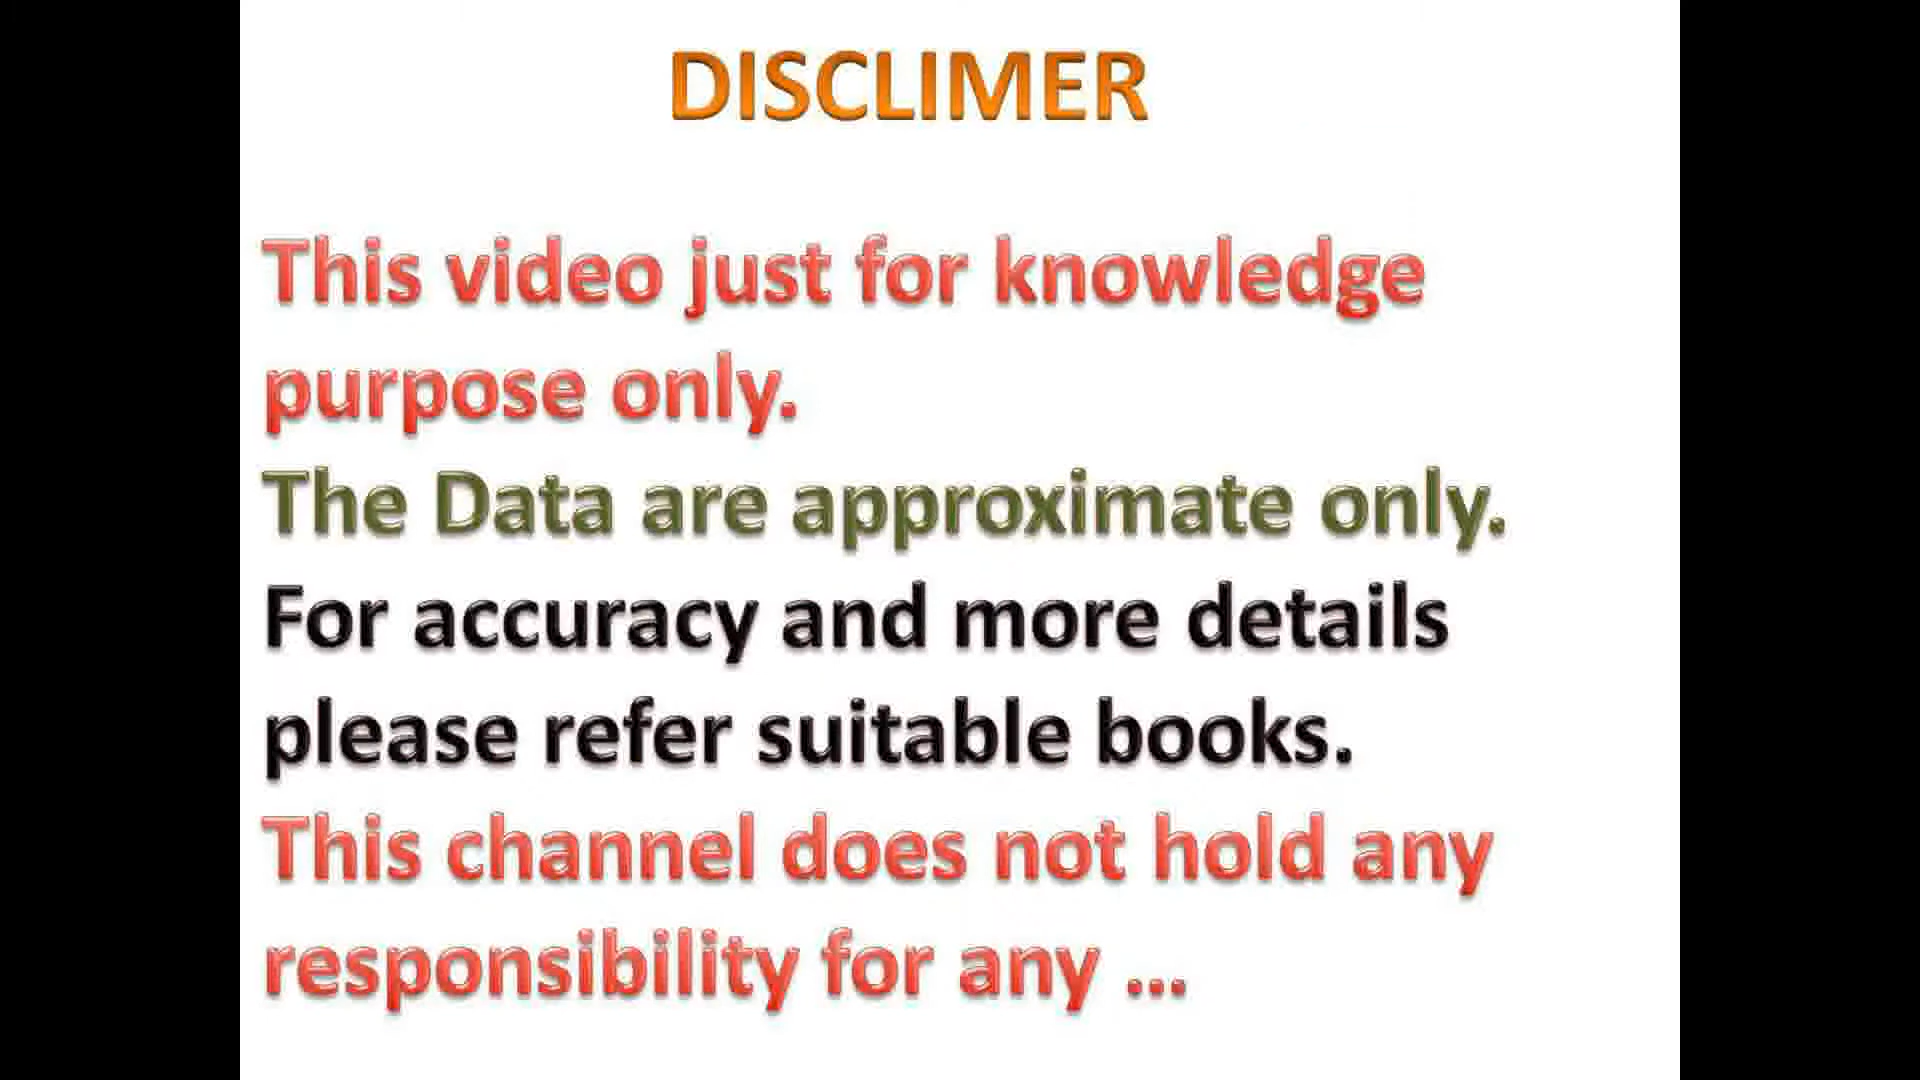 DISCLIMER
This video just for knowledge
purpose only.
The Data are approximate only.
For accuracy and more details
please refer suitable books.
This channel does not hold any
responsibility for any ...